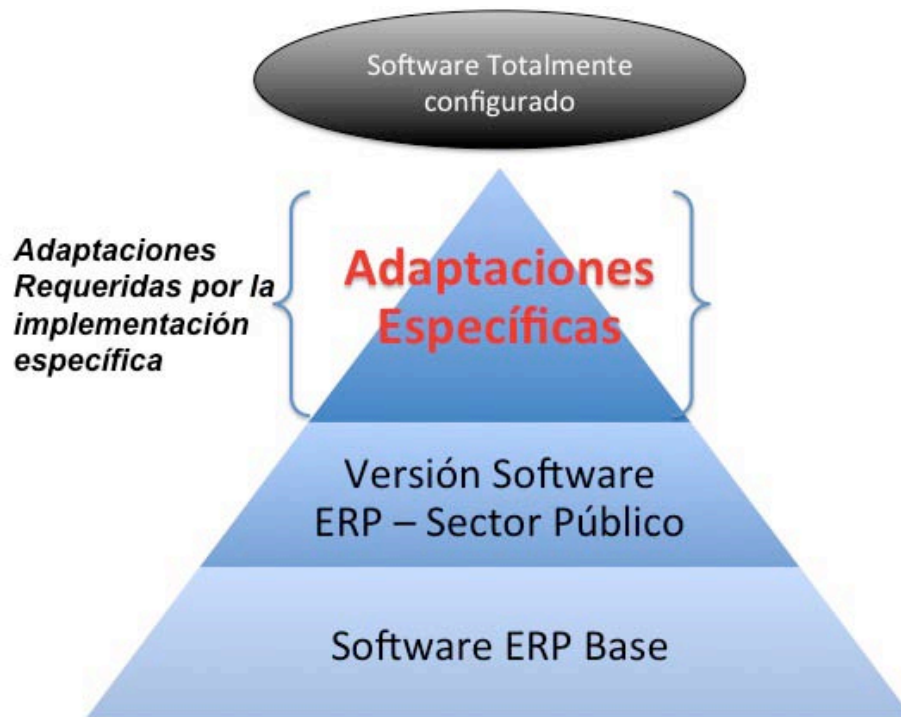 Software Totalmente
configurado
Adaptaciones
Requeridas por la
implementación
específica
Adaptaciones
Específicas
Versión Software
ERP – Sector Público
Software ERP Base